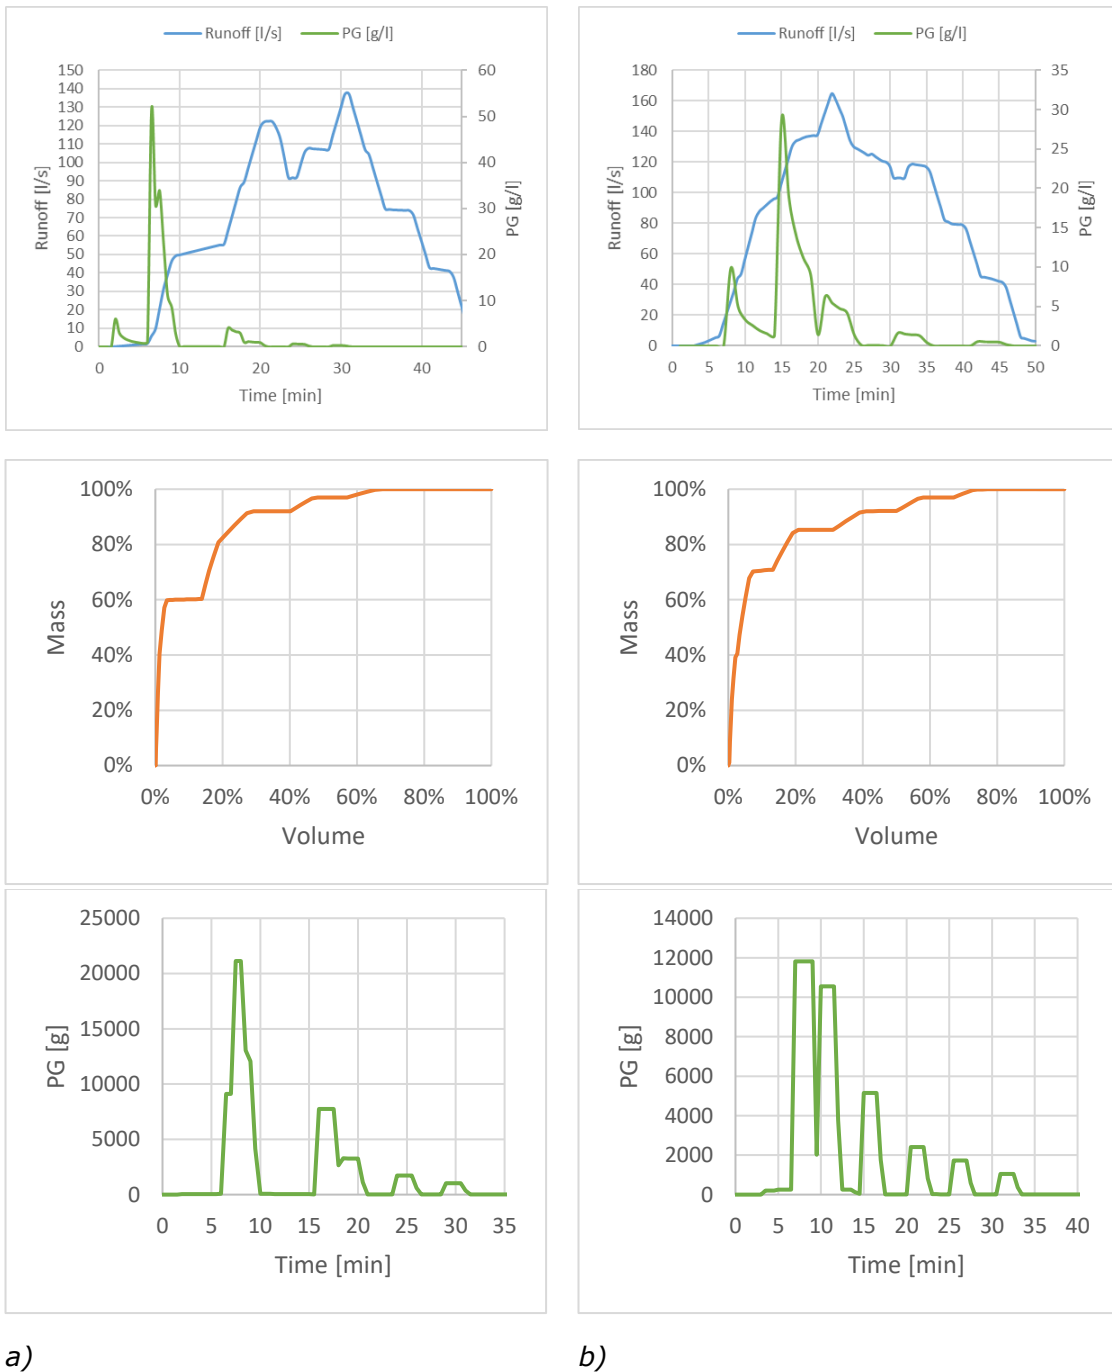 Runoff [l/s] PG [g/l]
150 140 130 120 110 100 90 80 70 60 50 40 30 20 10 0
60 50 40 30 20 10 0
Runoff [l/s]
PG [g/l]
0 10 20 30 40
Time [min]
Runoff [l/s] PG [g/l]
180 160 140 120 100 80 60 40 20 0
35 30 25 20 15 10 5 0
Runoff [l/s]
PG [g/l]
0 5 10 15 20 25 30 35 40 45 50
Time [min]
100% 80% 60% 40% 20% 0%
Mass
0% 20% 40% 60% 80% 100%
Volume
100% 80% 60% 40% 20% 0%
Mass
0% 20% 40% 60% 80% 100%
Volume
25000 20000 15000 10000 5000 0
PG [g]
0 5 10 15 20 25 30 35
Time [min]
14000 12000 10000 8000 6000 4000 2000 0
PG [g]
0 5 10 15 20 25 30 35 40
Time [min]
a) b)